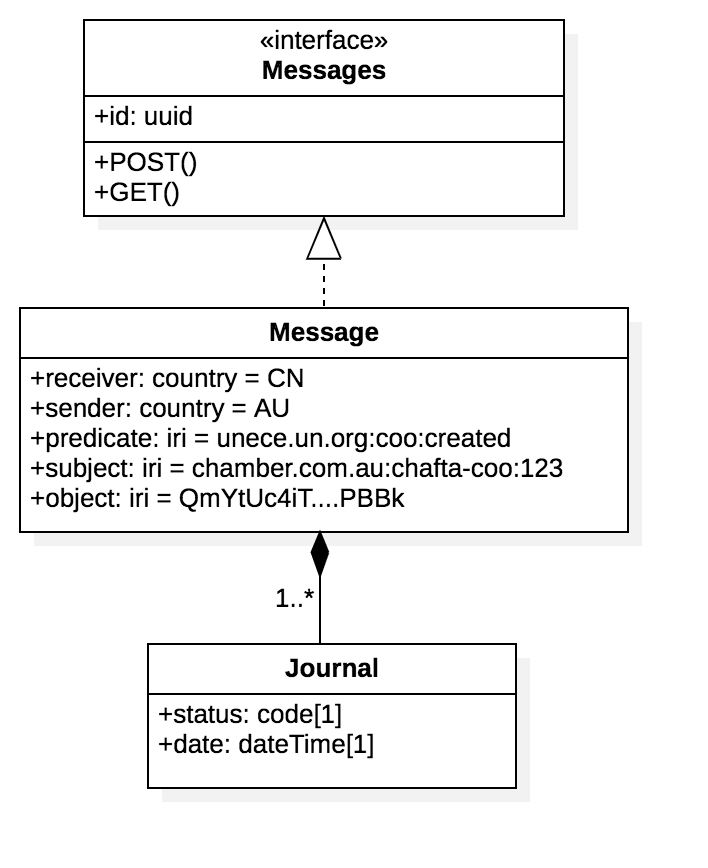 «interface»
Messages
+id: uuid
+POST()
+GET()
Message
+receiver: country = CN
+sender: country = AU
+predicate: iri = unece.un.org:coo:created
+subject: iri = chamber.com.au:chafta-coo:123
+object: iri = QmYtUc4iT....PBBk
1..*
Journal
+status: code[1]
+date: dateTime[1]